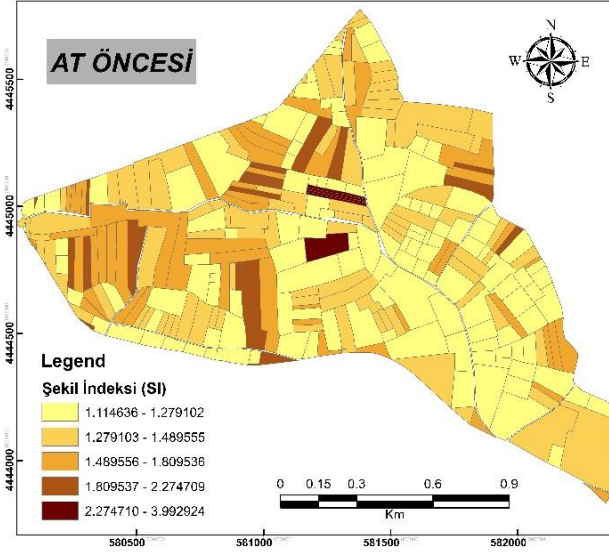 AT ÖNCESİ
N
W E
S
4445500
4445000
4444500
4444000
Legend
Şekil İndeksi (SI)
1.114636 - 1.279102
1.279103 - 1.489555
1.489556 - 1.809536
1.809537 - 2.274709
2.274710 - 3.992924
0 0.15 0.3 0.6 0.9
Km
580500 581000 581500 582000